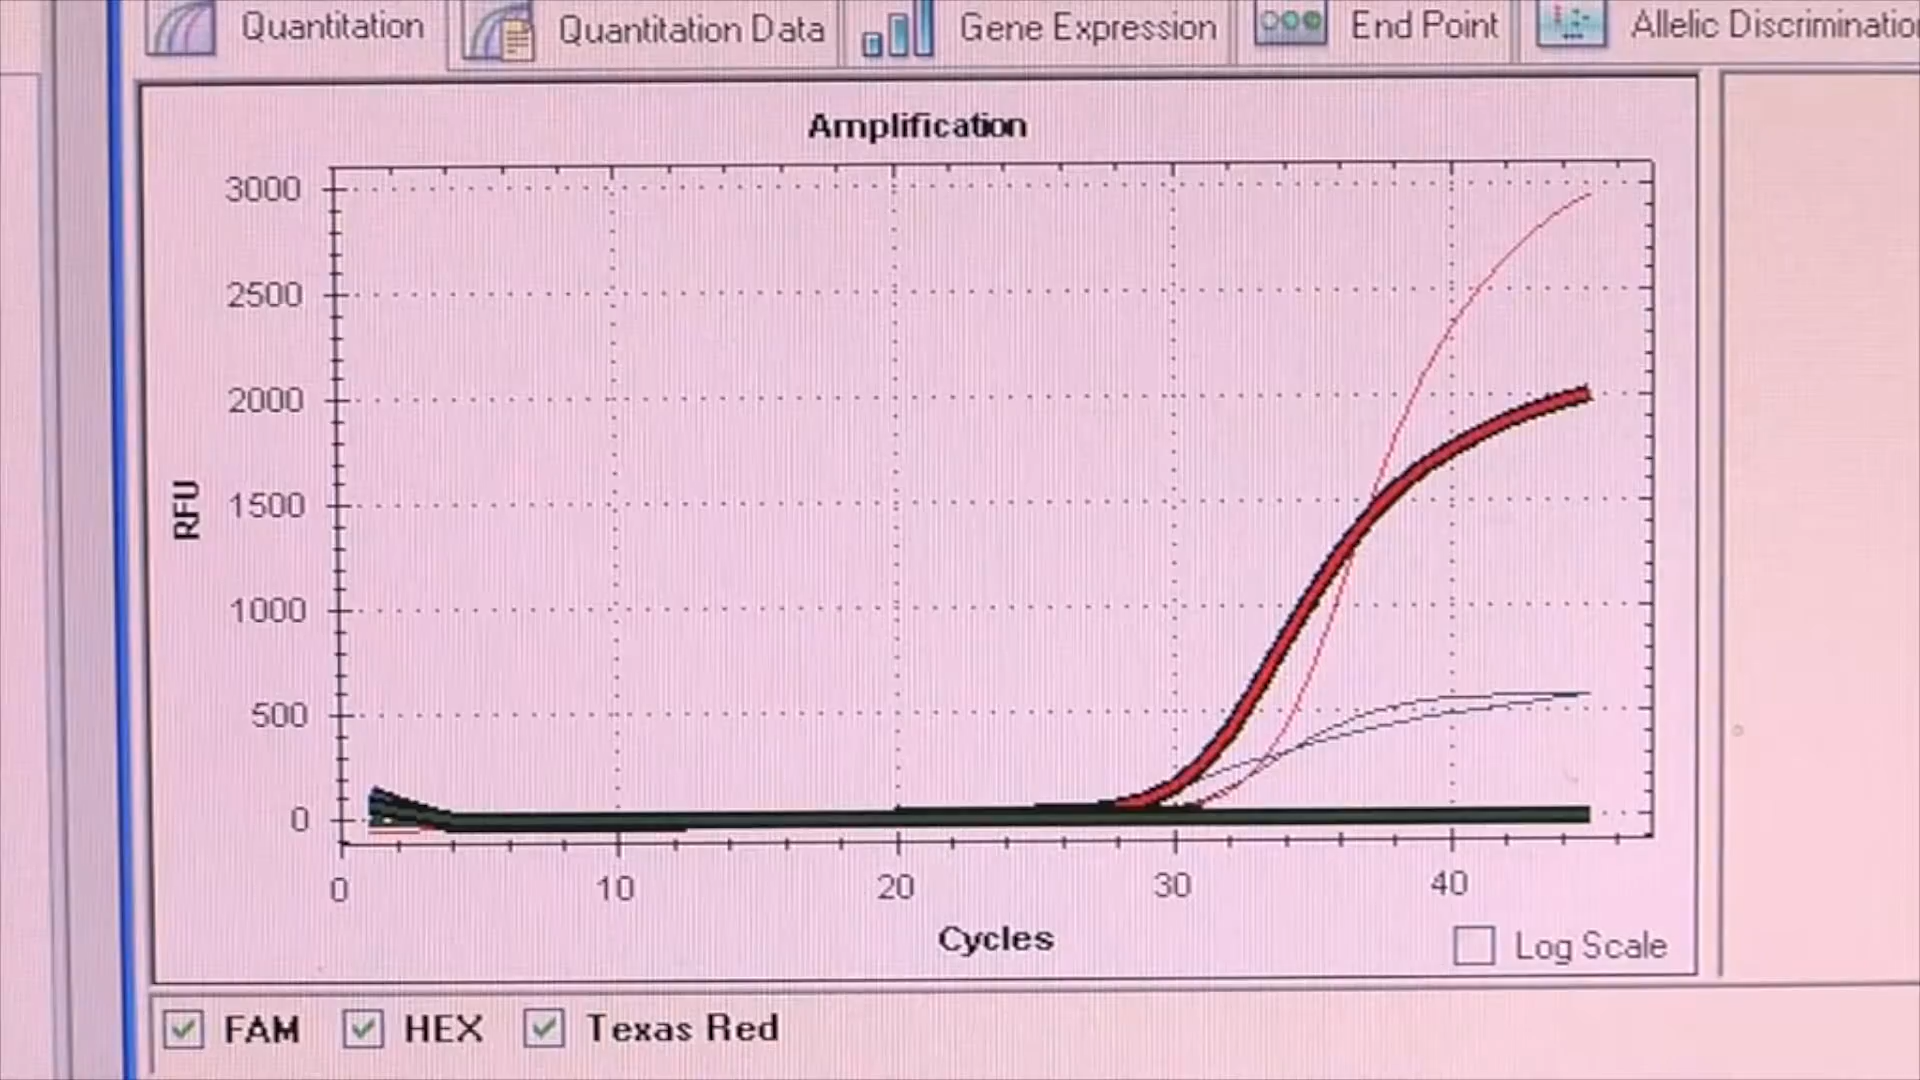 Quantitation
Quantitation Data
Gene Expression
End Point
Allelic Discrimination
Amplification
3000
2500
2000
1500
1000
500
0
RFU
0
10
20
30
40
Cycles
Log Scale
FAM
HEX
Texas Red